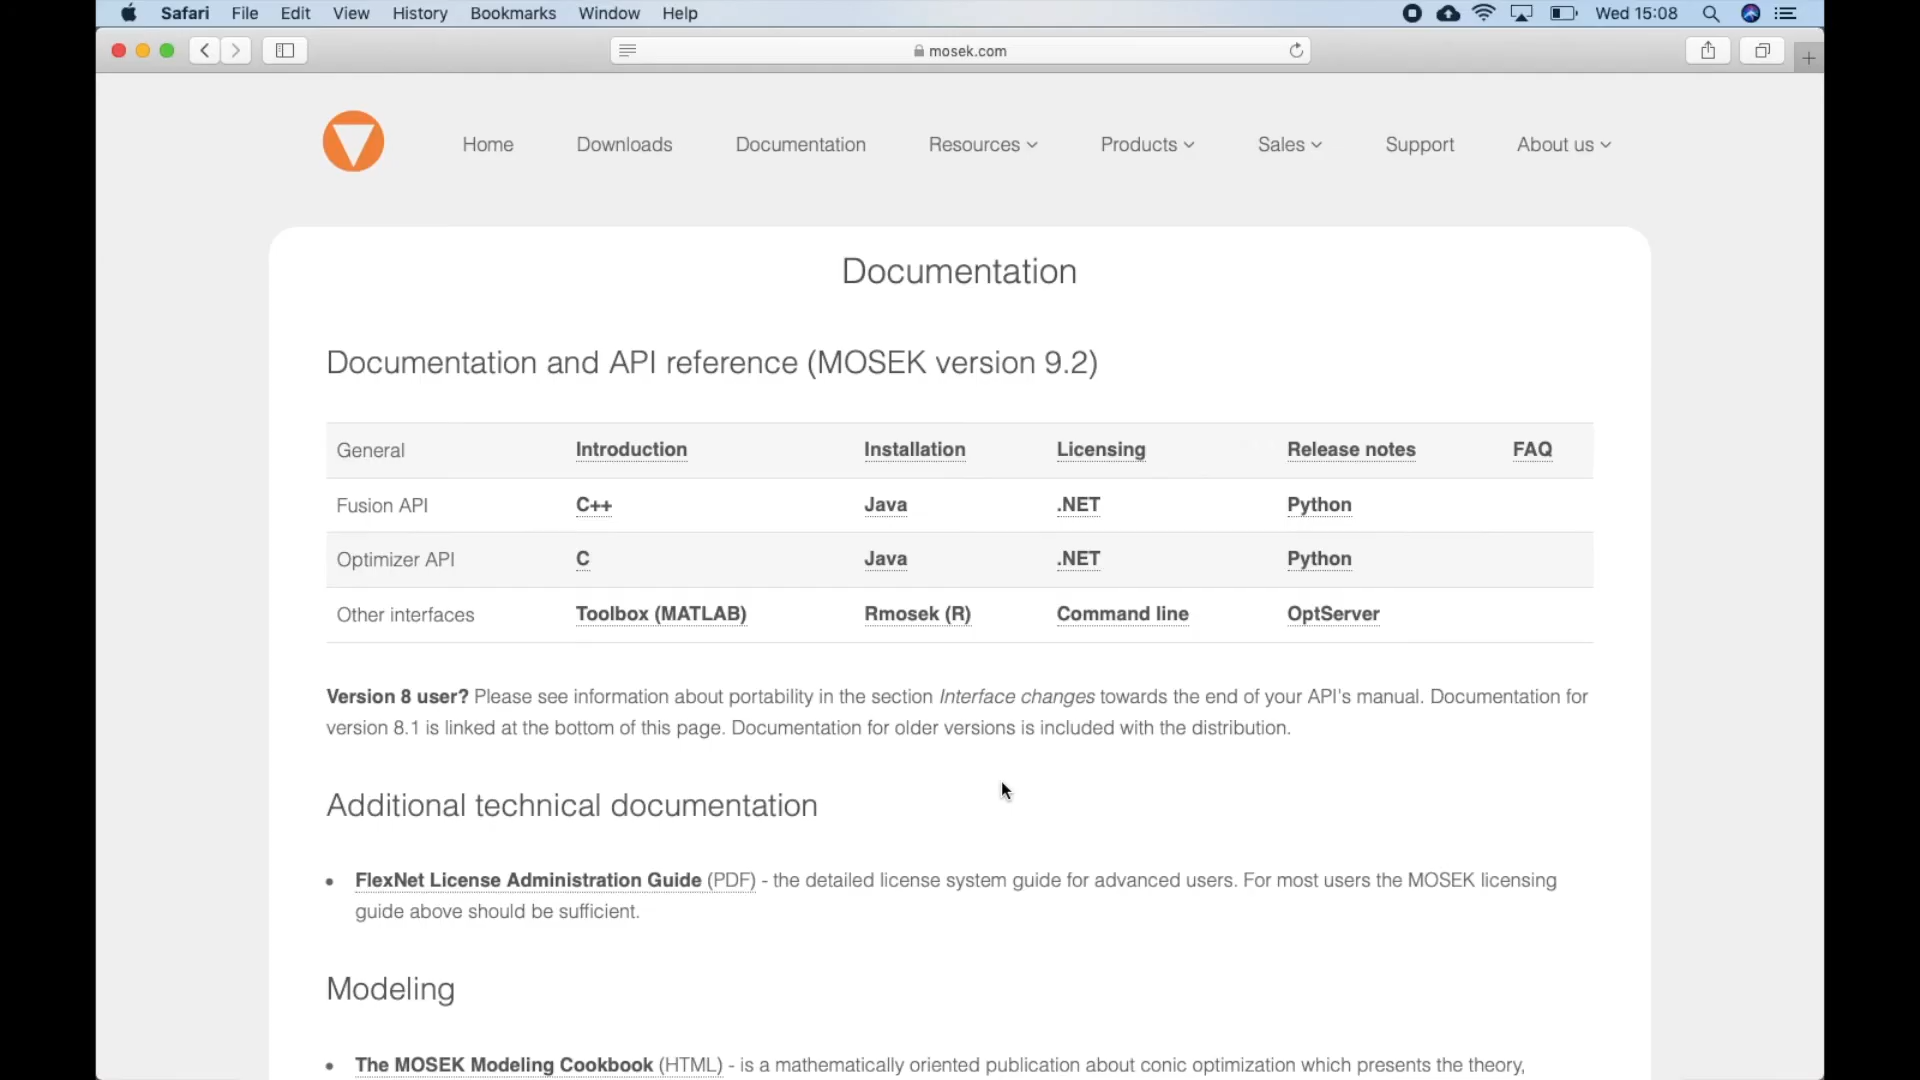 Safari File Edit View History Bookmarks Window Help Wed 15:08
mosek.com
Home Downloads Documentation Resources Products Sales Support About us
Documentation
Documentation and API reference (MOSEK version 9.2)
General Introduction Installation Licensing Release notes FAQ
Fusion API C++ Java .NET Python
Optimizer API C Java .NET Python
Other interfaces Toolbox (MATLAB) Rmosek (R) Command line OptServer
Version 8 user? Please see information about portability in the section Interface changes towards the end of your API's manual. Documentation for
version 8.1 is linked at the bottom of this page. Documentation for older versions is included with the distribution.
Additional technical documentation
• FlexNet License Administration Guide (PDF) - the detailed license system guide for advanced users. For most users the MOSEK licensing
guide above should be sufficient.
Modeling
• The MOSEK Modeling Cookbook (HTML) - is a mathematically oriented publication about conic optimization which presents the theory,